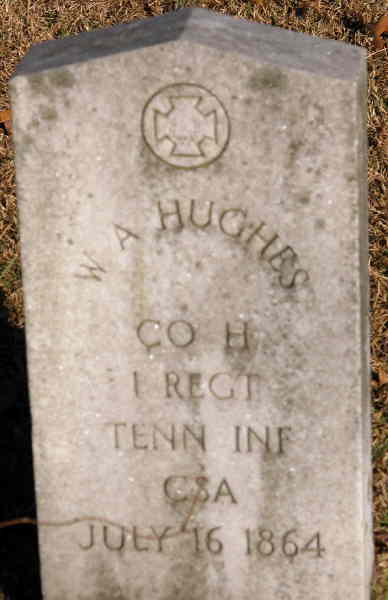 W A HUGHES
CO H
1 REGT
TENN INF
CSA
JULY 16 1864